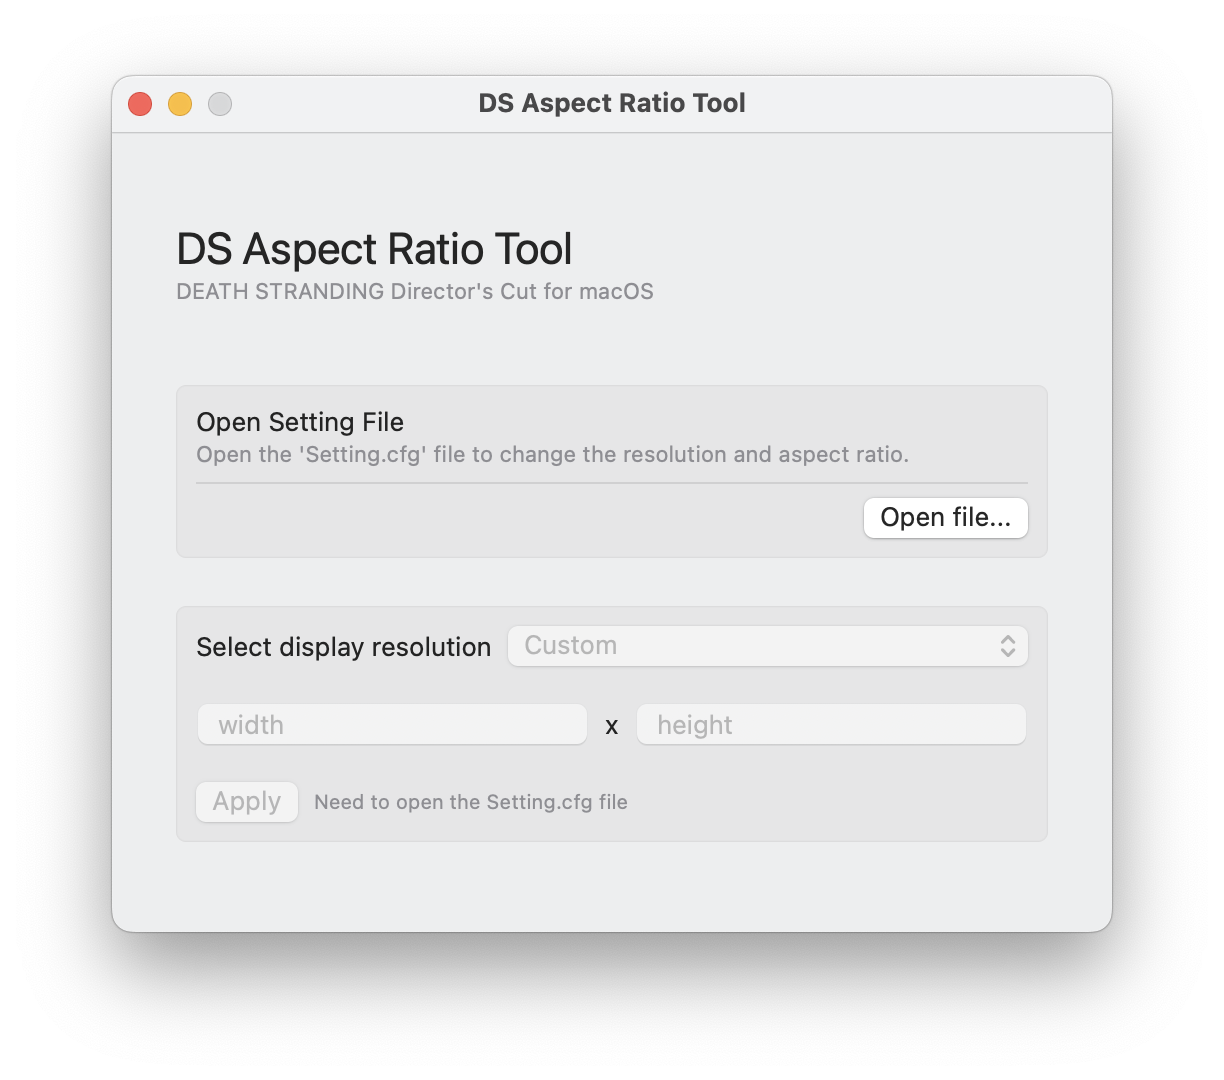 DS Aspect Ratio Tool
DS Aspect Ratio Tool
DEATH STRANDING Director's Cut for macOS
Open Setting File
Open the 'Setting.cfg' file to change the resolution and aspect ratio.
Open file...
Select display resolution Custom
width x height
Apply Need to open the Setting.cfg file